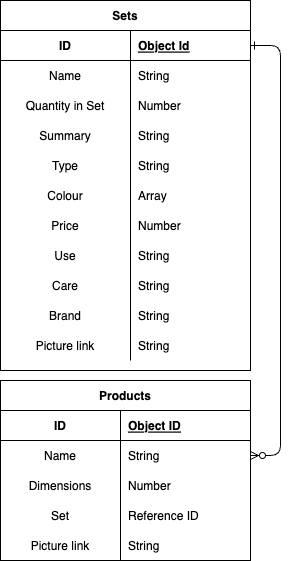 Sets
ID Object Id
Name String
Quantity in Set Number
Summary String
Type String
Colour Array
Price Number
Use String
Care String
Brand String
Picture link String
Products
ID Object ID
Name String
Dimensions Number
Set Reference ID
Picture link String